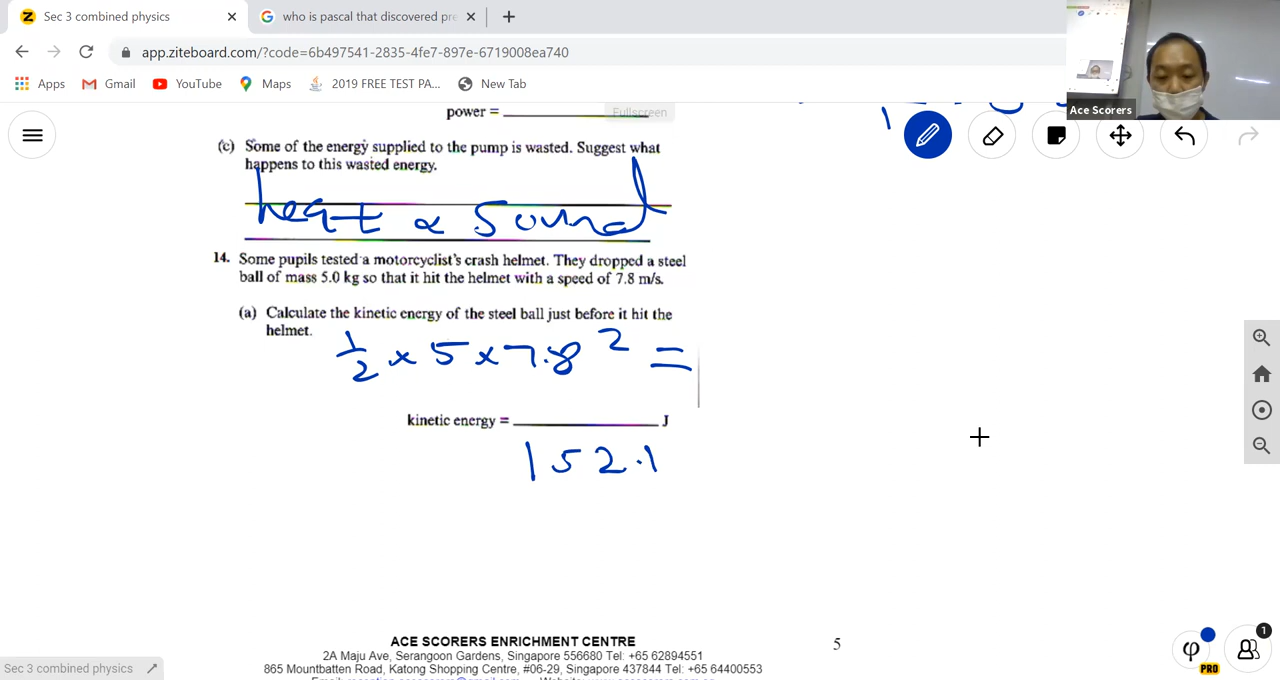 Sec 3 combined physics
who is pascal that discovered pre
app.ziteboard.com/?code=6b497541-2835-4fe7-897e-6719008ea740
Apps Gmail YouTube Maps 2019 FREE TEST PA... New Tab
Ace Scorers
power =
Fullscreen
(c) Some of the energy supplied to the pump is wasted. Suggest what
happens to this wasted energy.
heat & sound
14. Some pupils tested a motorcyclist's crash helmet. They dropped a steel
ball of mass 5.0 kg so that it hit the helmet with a speed of 7.8 m/s.
(a) Calculate the kinetic energy of the steel ball just before it hit the
helmet.
1/2 × 5 × 7.8² =
kinetic energy = J
152.1
ACE SCORERS ENRICHMENT CENTRE
5
2A Maju Ave, Serangoon Gardens, Singapore 556680 Tel: +65 62894551
865 Mountbatten Road, Katong Shopping Centre, #06-29, Singapore 437844 Tel: +65 64400553
Sec 3 combined physics
PRO
1